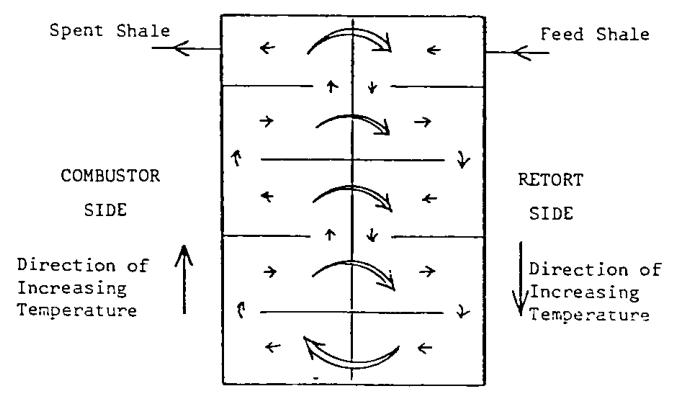 Spent Shale
Feed Shale
COMBUSTOR
SIDE
RETORT
SIDE
Direction of
Increasing
Temperature
Direction of
Increasing
Temperature